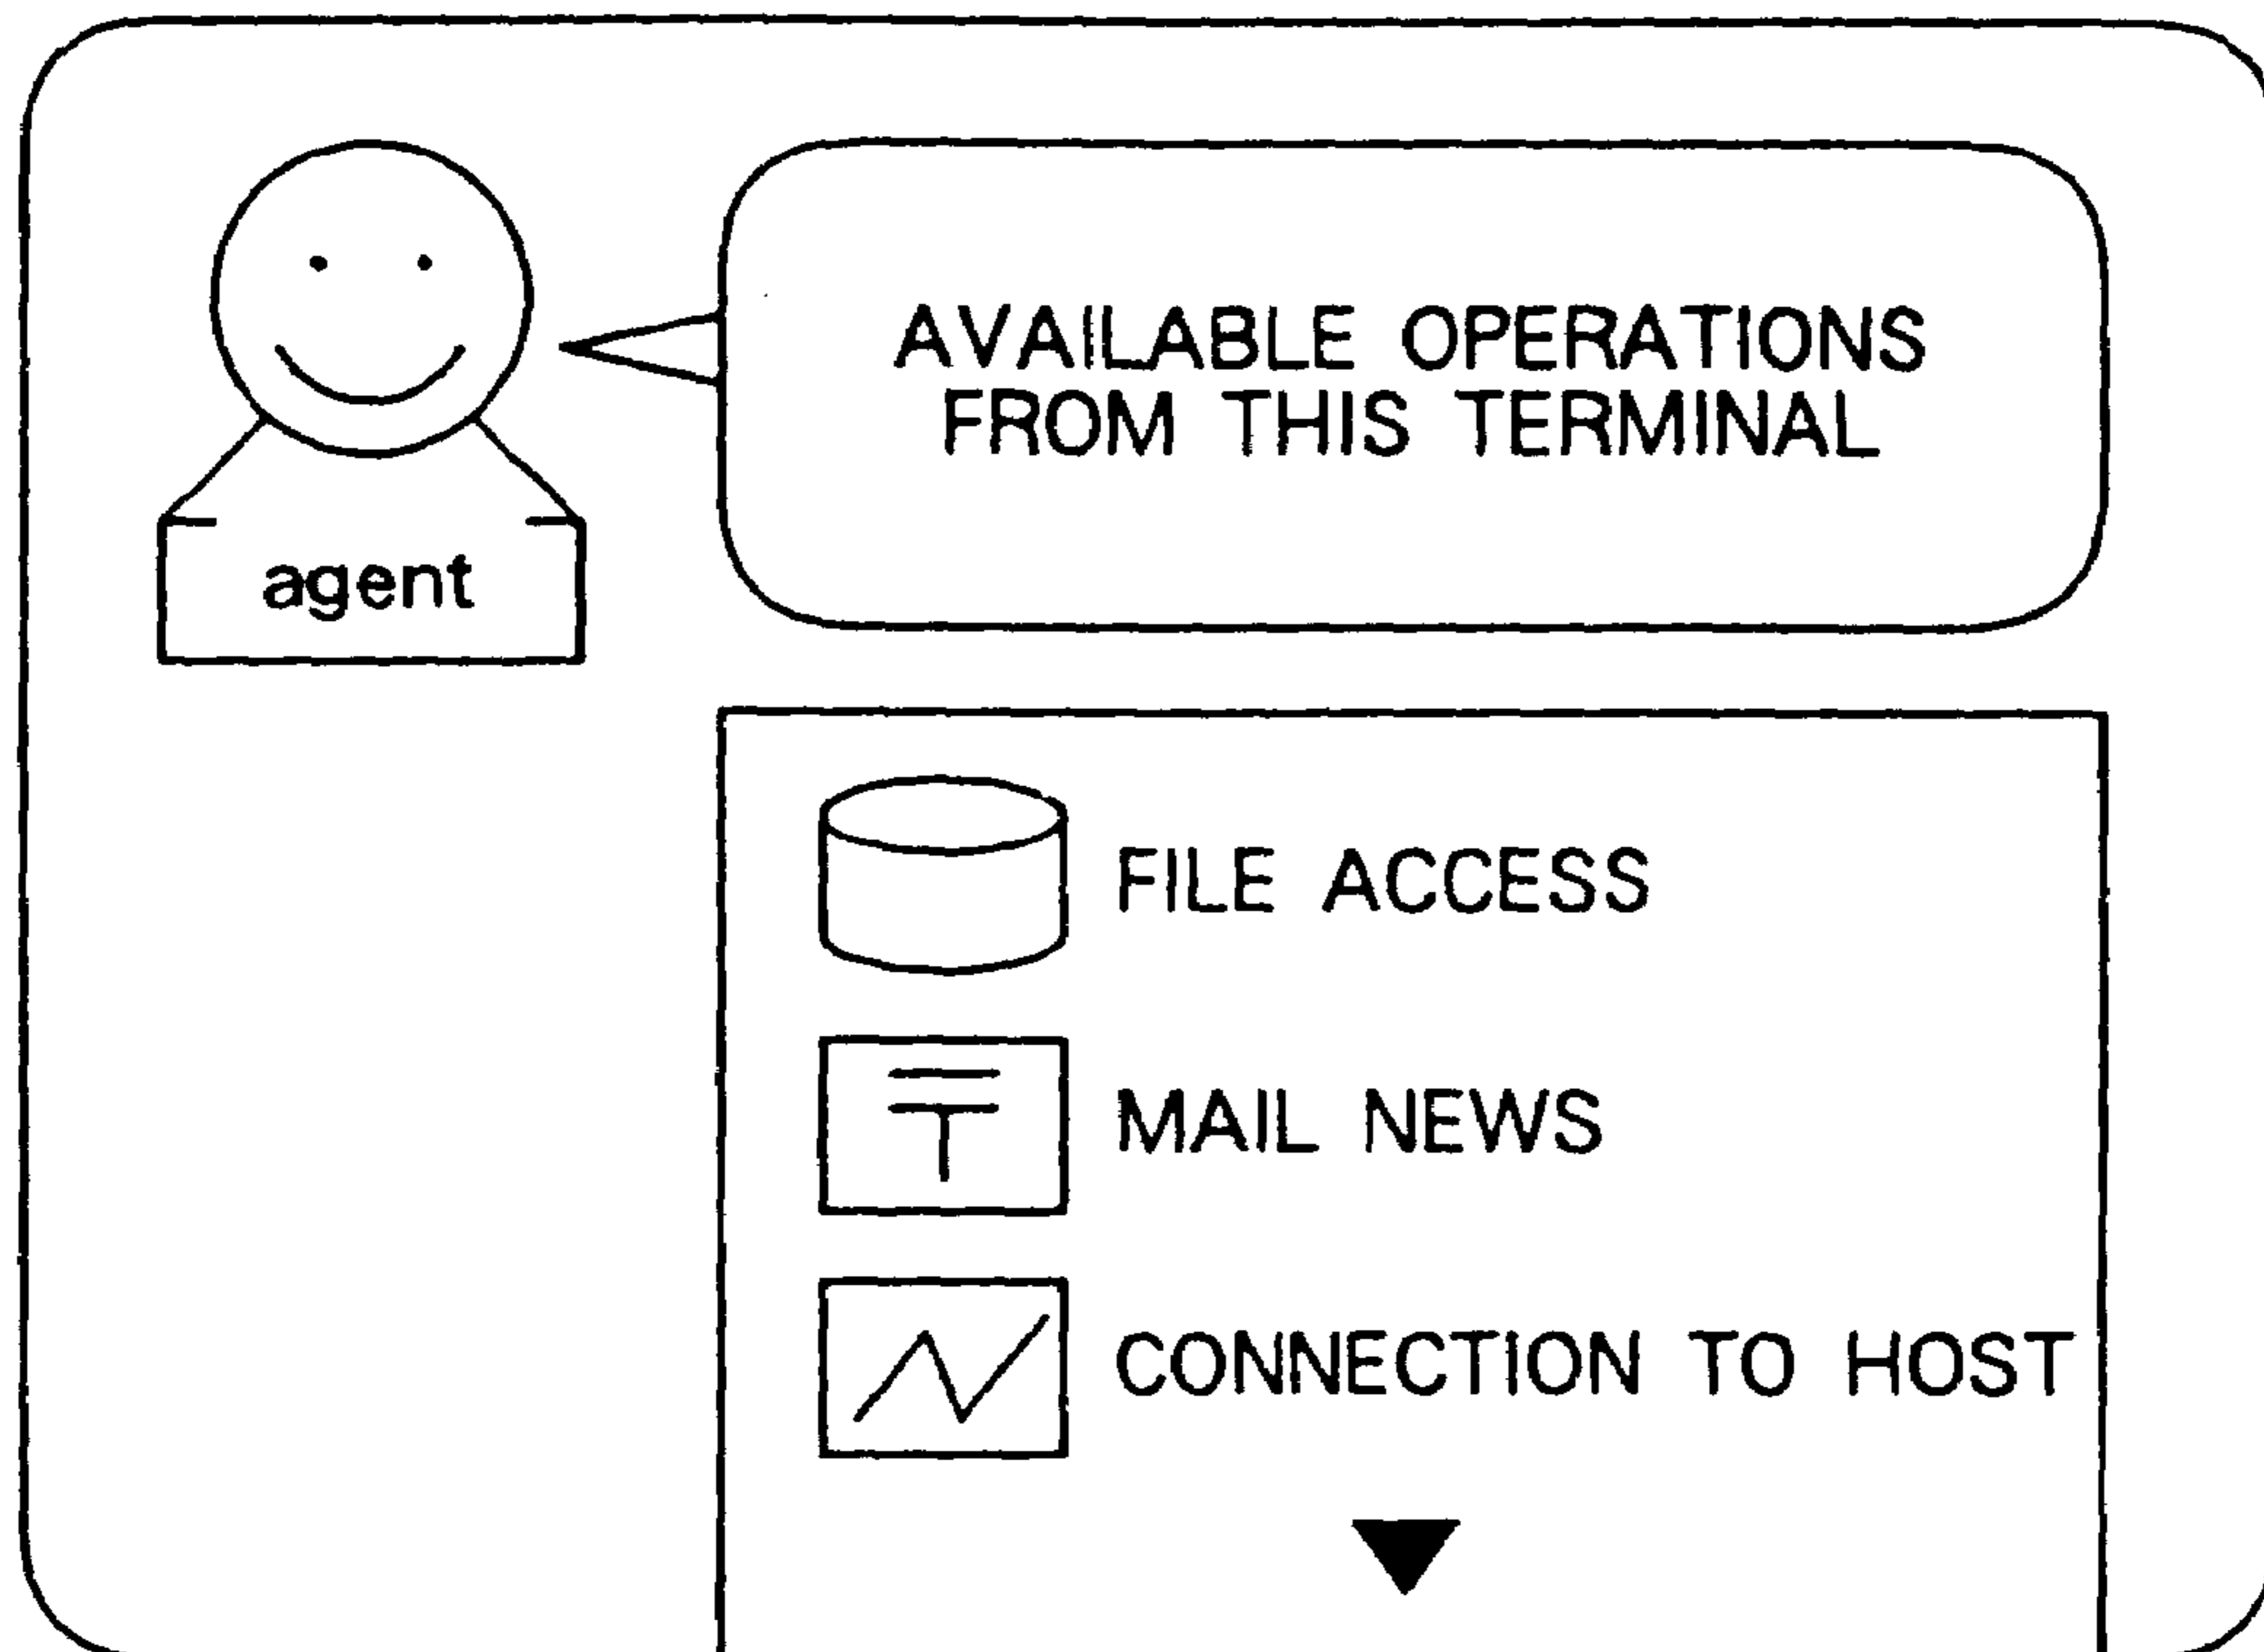 AVAILABLE OPERATIONS
FROM THIS TERMINAL
agent
FILE ACCESS
〒
MAIL NEWS
CONNECTION TO HOST